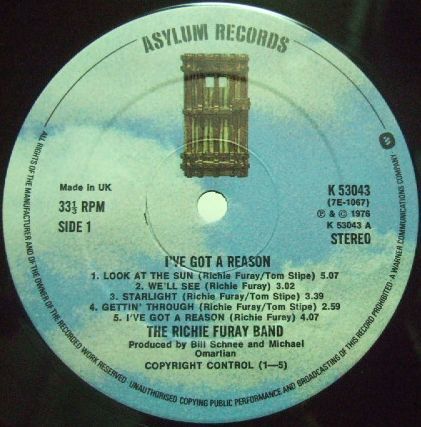 ASYLUM RECORDS
Made in UK
33⅓ RPM
SIDE 1
K 53043
(7E-1067)
℗ & © 1976
K 53043 A
STEREO
I'VE GOT A REASON
1. LOOK AT THE SUN (Richie Furay/Tom Stipe) 5.07
2. WE'LL SEE (Richie Furay) 3.02
3. STARLIGHT (Richie Furay/Tom Stipe) 3.39
4. GETTIN' THROUGH (Richie Furay/Tom Stipe) 2.59
5. I'VE GOT A REASON (Richie Furay) 4.07
THE RICHIE FURAY BAND
Produced by Bill Schnee and Michael
Omartian
COPYRIGHT CONTROL (1—5)
ALL RIGHTS OF THE MANUFACTURER AND OF THE OWNER OF THE RECORDED WORK RESERVED UNAUTHORISED COPYING PUBLIC PERFORMANCE AND BROADCASTING OF THIS RECORD PROHIBITED. A WARNER COMMUNICATIONS COMPANY